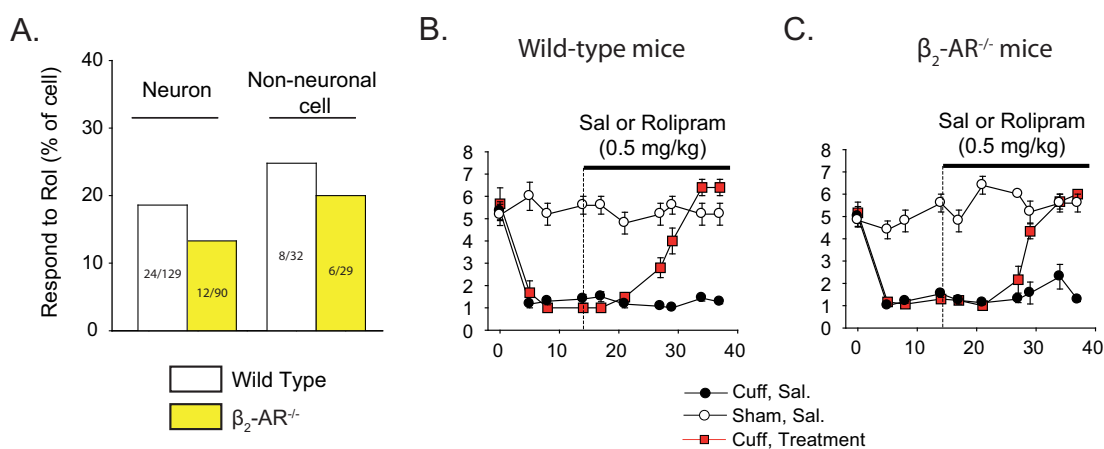 A.
Respond to Rol (% of cell)
40
30
20
10
0
Neuron
Non-neuronal
cell
24/129
12/90
8/32
6/29
Wild Type
β₂-AR⁻/⁻
B.
Wild-type mice
Sal or Rolipram
(0.5 mg/kg)
8
7
6
5
4
3
2
1
0
0 10 20 30 40
C.
β₂-AR⁻/⁻ mice
Sal or Rolipram
(0.5 mg/kg)
8
7
6
5
4
3
2
1
0
0 10 20 30 40
Cuff, Sal.
Sham, Sal.
Cuff, Treatment